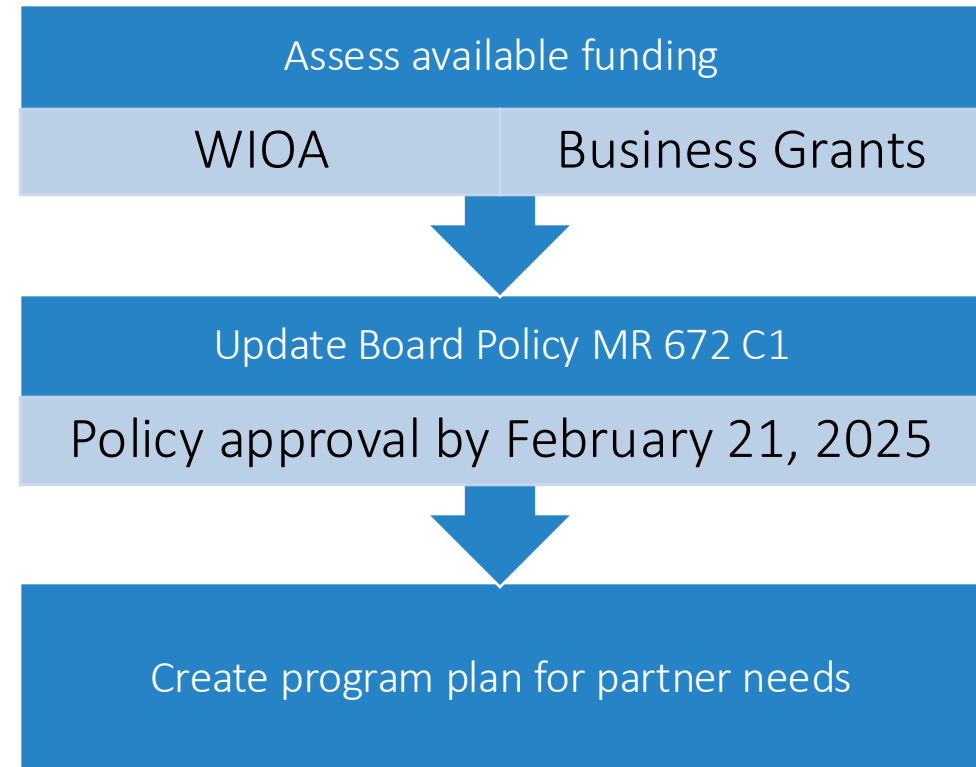 Assess available funding
WIOA
Business Grants
Update Board Policy MR 672 C1
Policy approval by February 21, 2025
Create program plan for partner needs